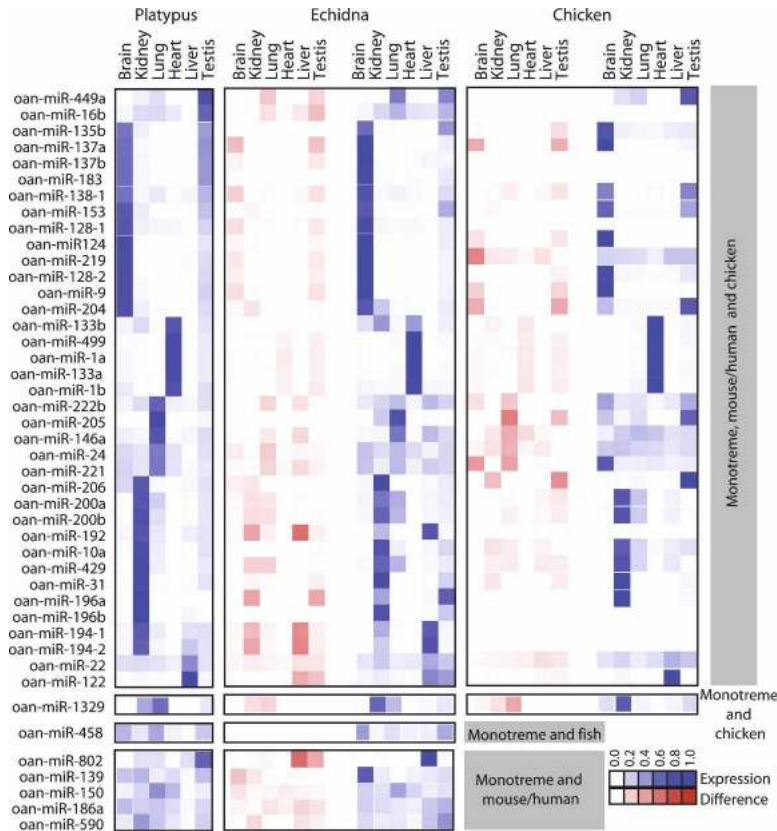 Platypus Echidna Chicken
Brain Kidney Lung Heart Liver Testis Brain Kidney Lung Heart Liver Testis Brain Kidney Lung Heart Liver Testis Brain Kidney Lung Heart Liver Testis Brain Kidney Lung Heart Liver Testis
oan-miR-449a
oan-miR-16b
oan-miR-135b
oan-miR-137a
oan-miR-137b
oan-miR-183
oan-miR-138-1
oan-miR-153
oan-miR-128-1
oan-miR124
oan-miR-219
oan-miR-128-2
oan-miR-9
oan-miR-204
oan-miR-133b
oan-miR-499
oan-miR-1a
oan-miR-133a
oan-miR-1b
oan-miR-222b
oan-miR-205
oan-miR-146a
oan-miR-24
oan-miR-221
oan-miR-206
oan-miR-200a
oan-miR-200b
oan-miR-192
oan-miR-10a
oan-miR-429
oan-miR-31
oan-miR-196a
oan-miR-196b
oan-miR-194-1
oan-miR-194-2
oan-miR-22
oan-miR-122
Monotreme, mouse/human and chicken
oan-miR-1329
Monotreme
and
chicken
oan-miR-458
Monotreme and fish
oan-miR-802
oan-miR-139
oan-miR-150
oan-miR-186a
oan-miR-590
Monotreme and
mouse/human
0.0 0.2 0.4 0.6 0.8 1.0
Expression
Difference